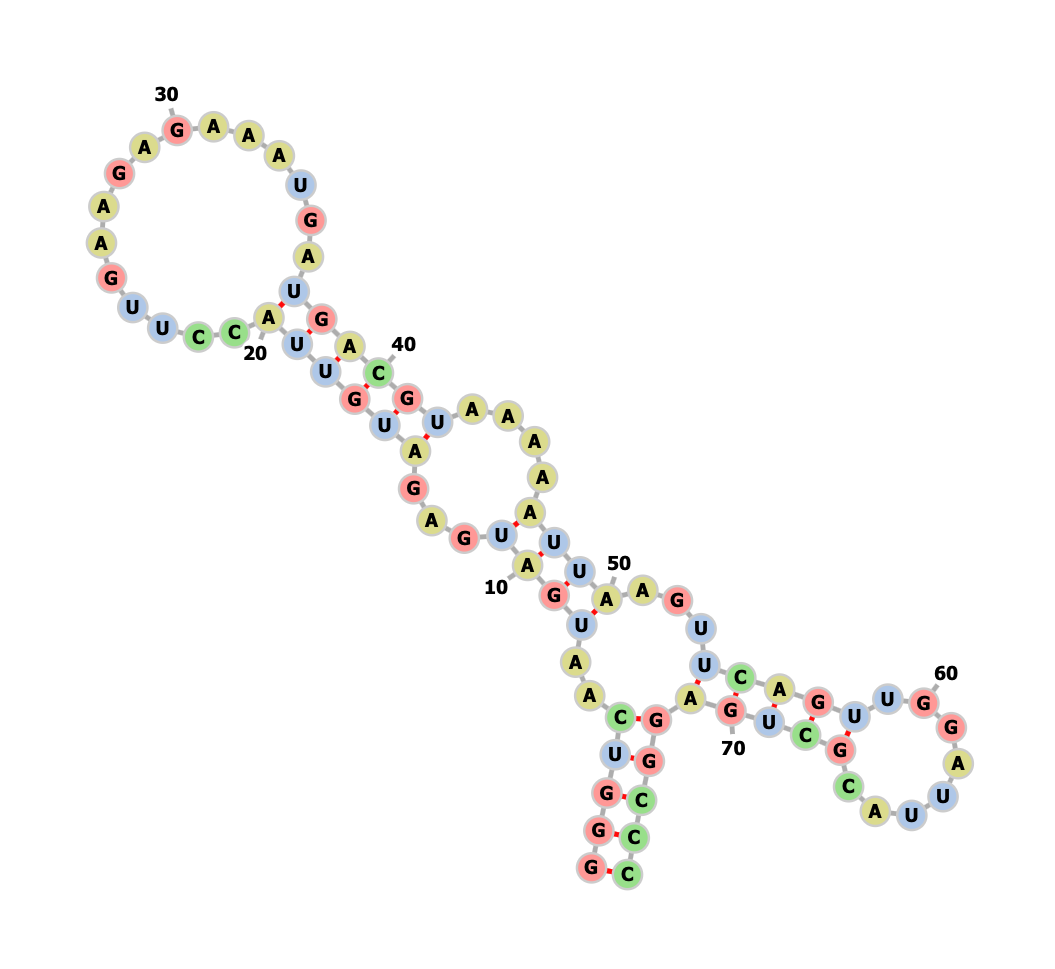 G G G U C A A U G A
10
U G A G A U G U U A
20
C C U U G A A G A G
30
A A A U G A U G A C
40
G U A A A A A U U A
50
A G U U C A G U U G
60
G A U U A C G C U G
70
A G G C C C